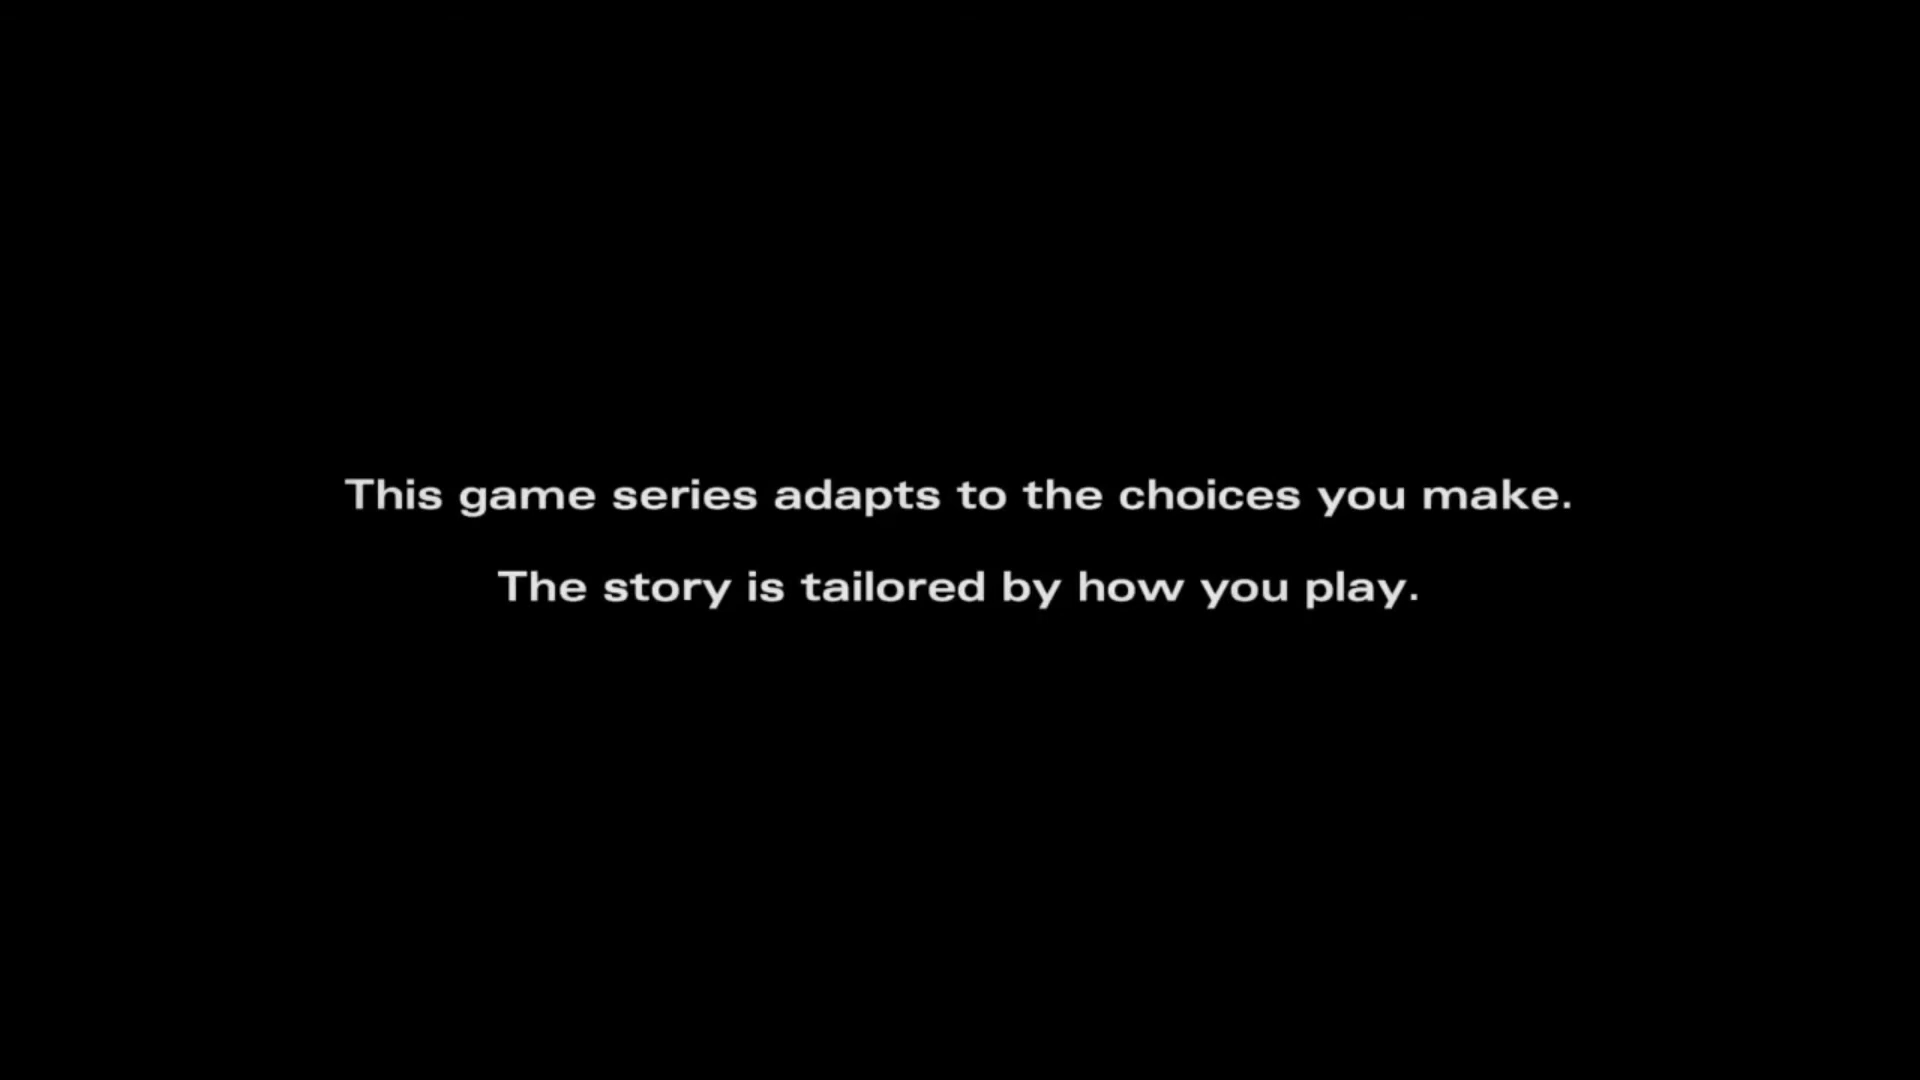 This game series adapts to the choices you make.
The story is tailored by how you play.